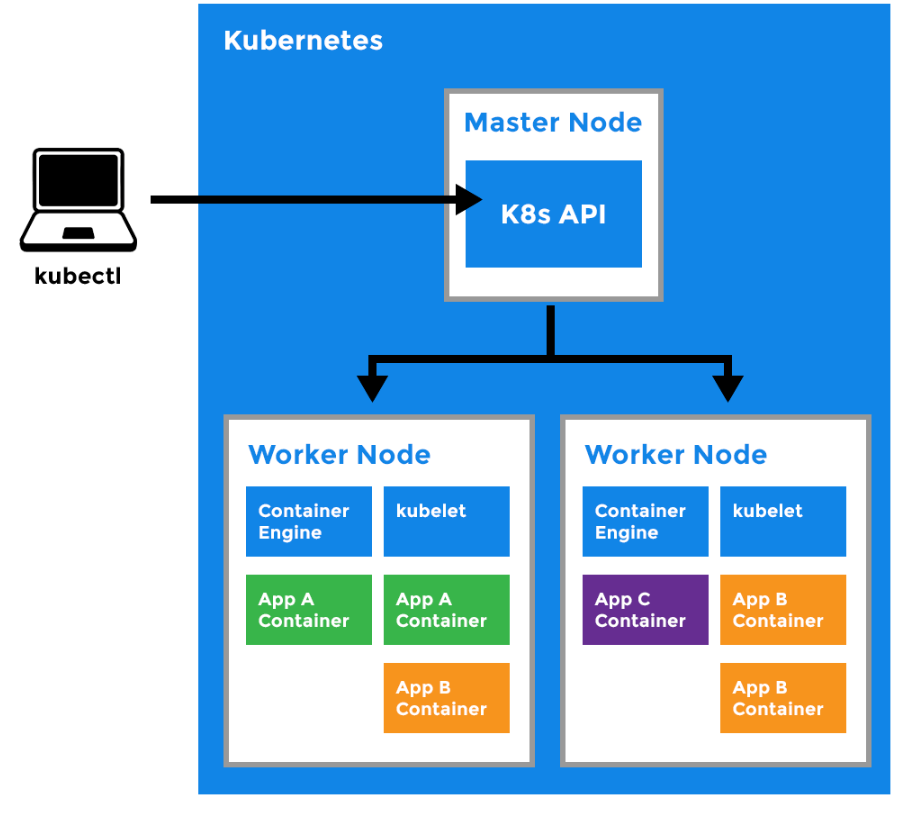 Kubernetes
Master Node
K8s API
kubectl
Worker Node
Container
Engine
kubelet
App A
Container
App A
Container
App B
Container
Worker Node
Container
Engine
kubelet
App C
Container
App B
Container
App B
Container